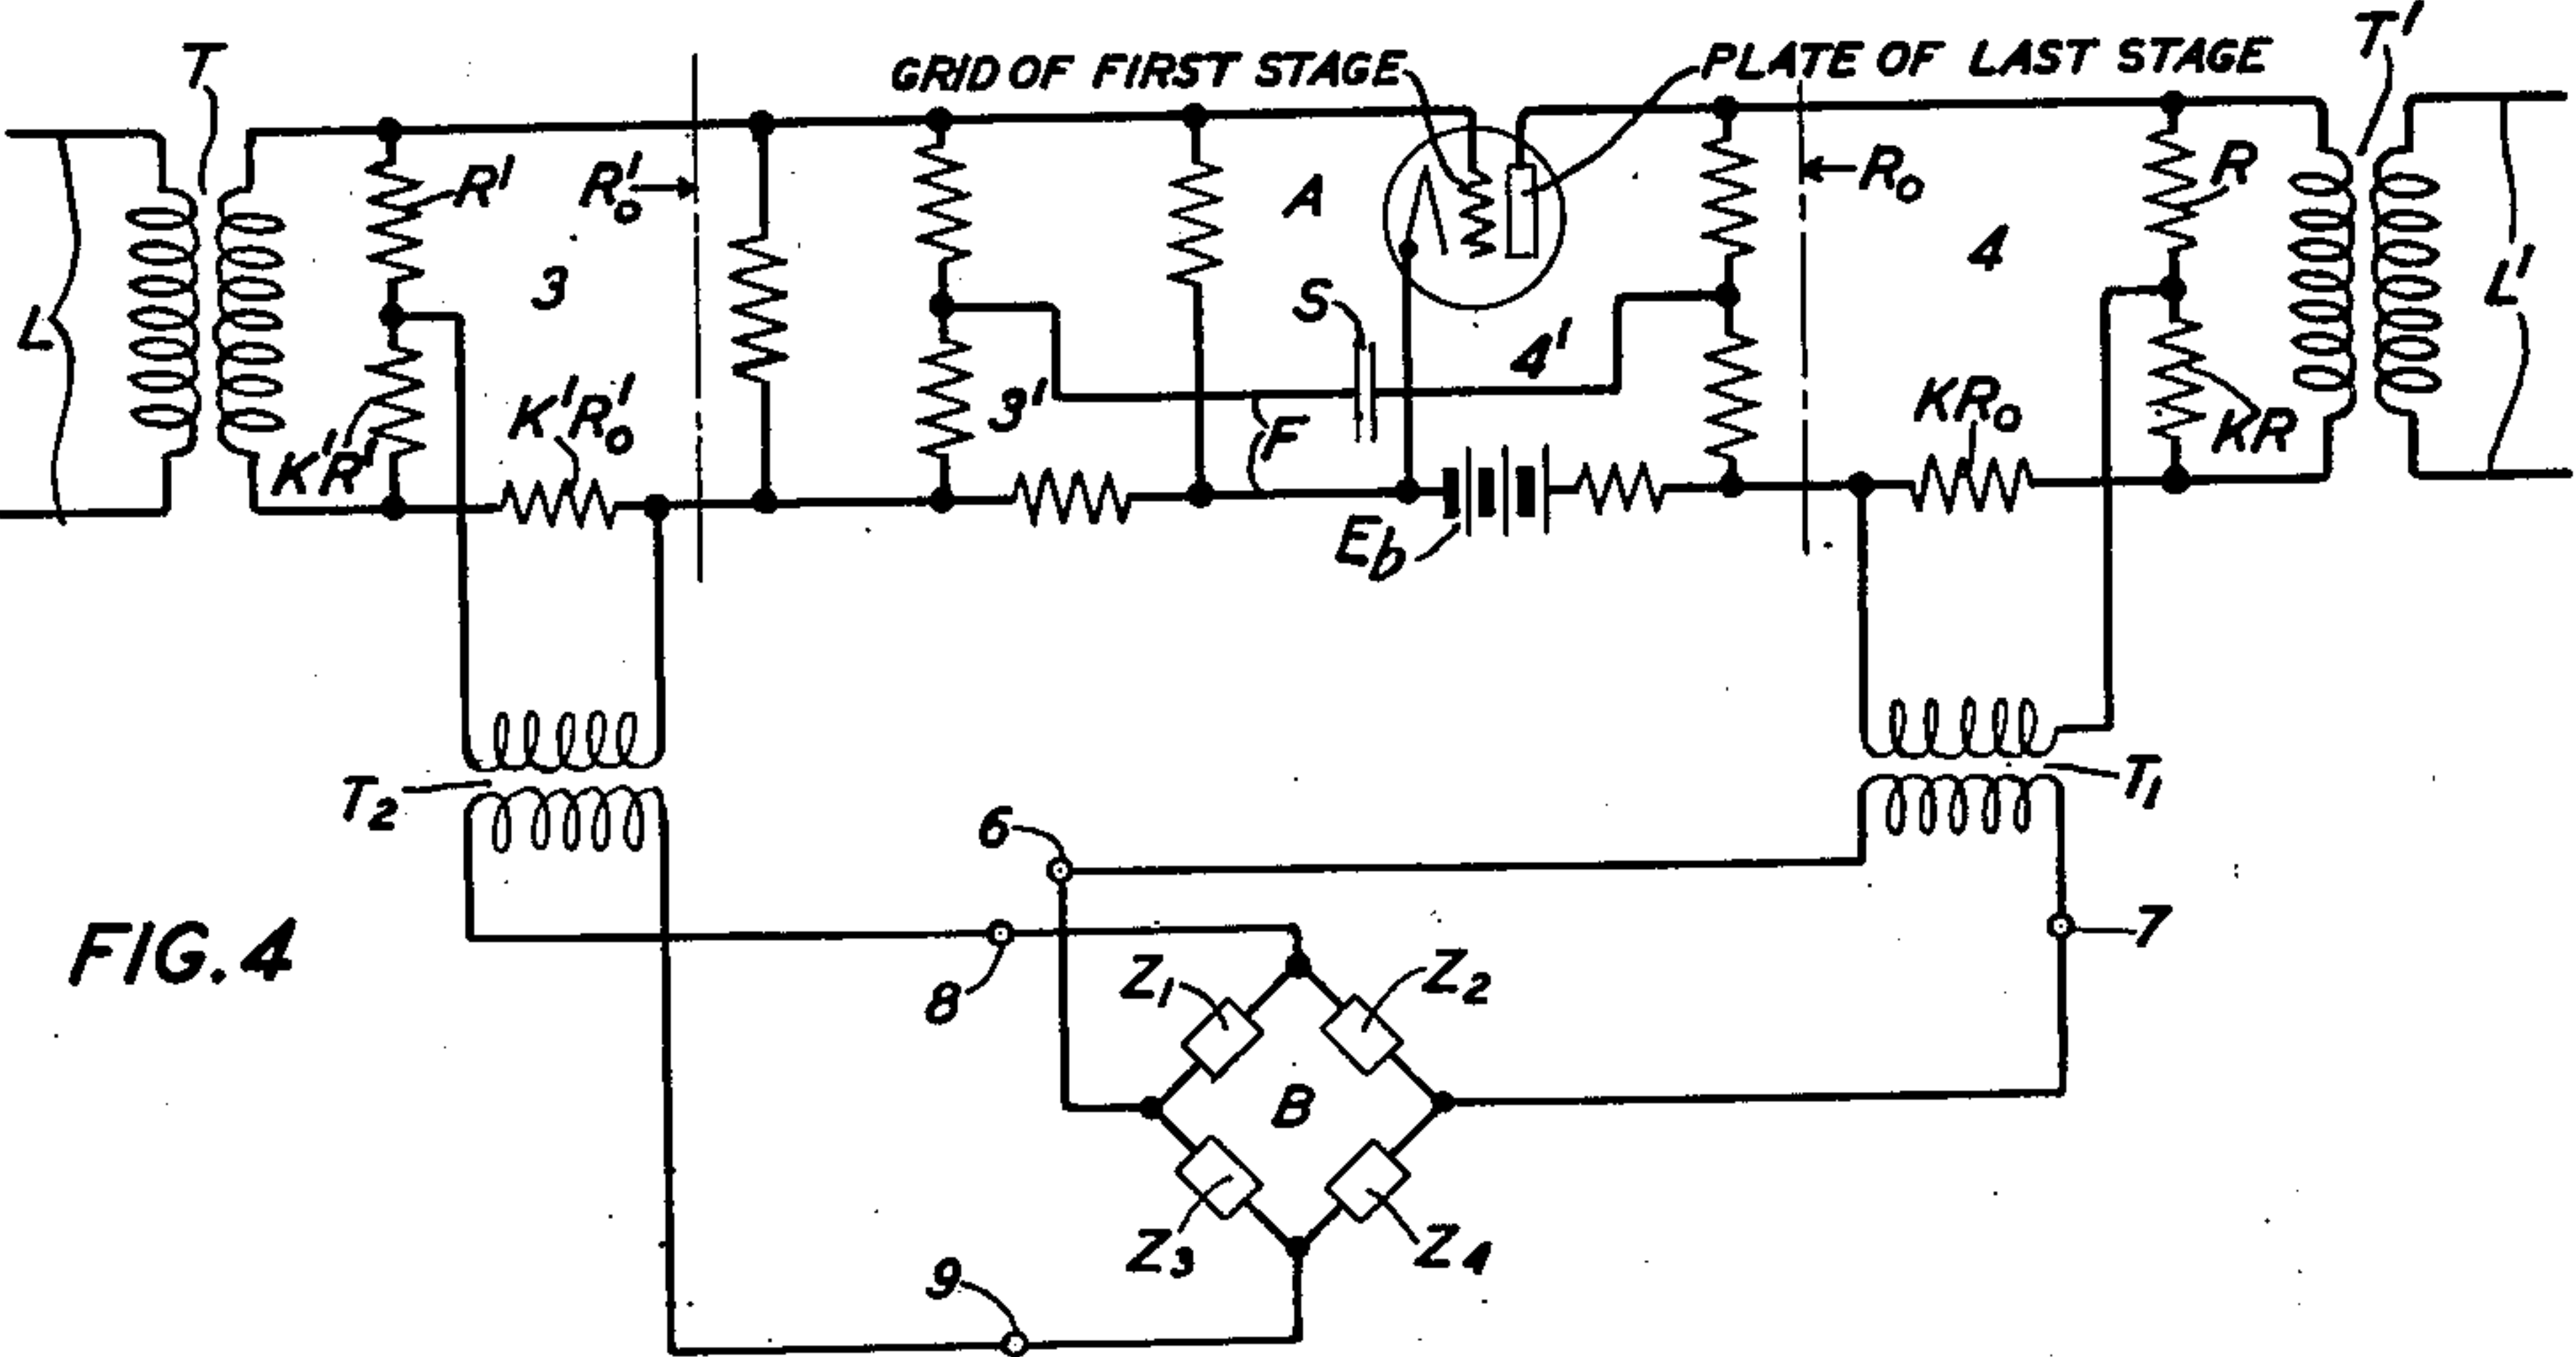 T
GRID OF FIRST STAGE
PLATE OF LAST STAGE
T'
L
R'
R'o
A
Ro
R
3
4
L'
S
4'
K'R'
K'R'o
3'
F
KRo
KR
Eb
T2
T1
6
7
8
FIG. 4
Z1
Z2
B
Z3
Z4
9